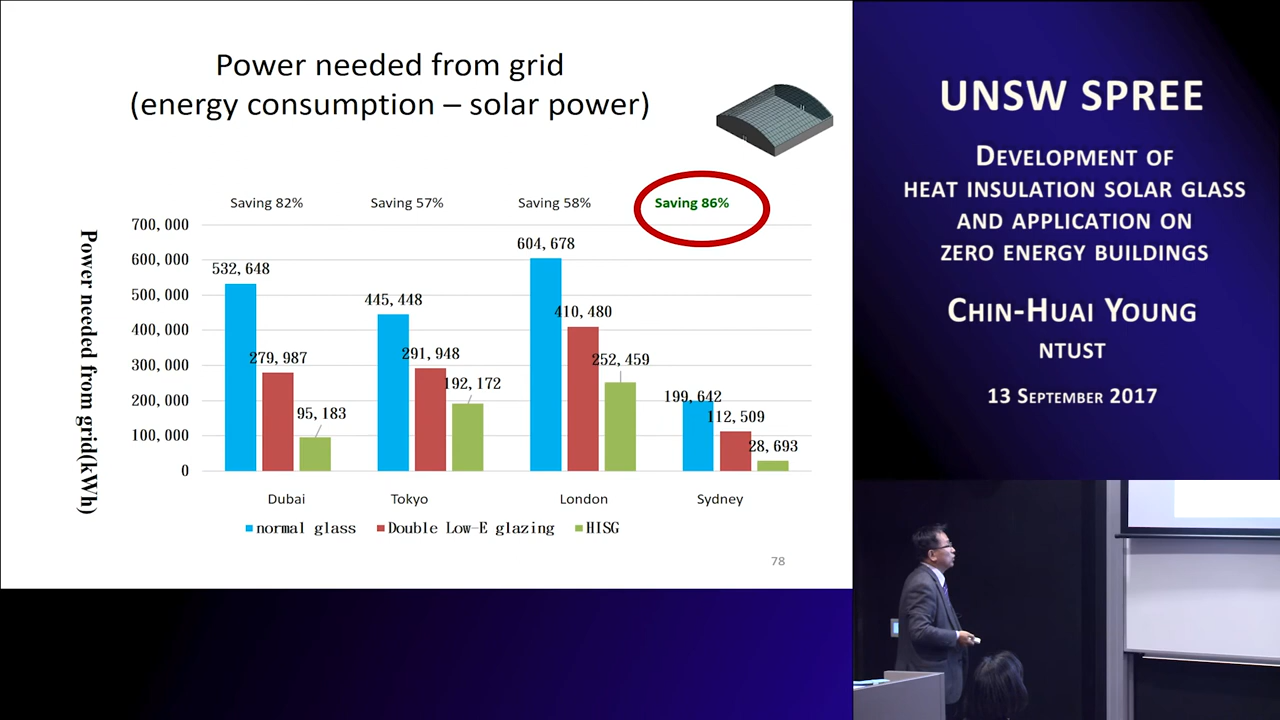 Power needed from grid
(energy consumption – solar power)
Saving 82%
Saving 57%
Saving 58%
Saving 86%
Power needed from grid(kWh)
700,000
600,000
500,000
400,000
300,000
200,000
100,000
0
532,648
279,987
95,183
445,448
291,948
192,172
604,678
410,480
252,459
199,642
112,509
28,693
Dubai
Tokyo
London
Sydney
normal glass
Double Low-E glazing
HISG
78
UNSW SPREE
DEVELOPMENT OF
HEAT INSULATION SOLAR GLASS
AND APPLICATION ON
ZERO ENERGY BUILDINGS
CHIN-HUAI YOUNG
NTUST
13 SEPTEMBER 2017